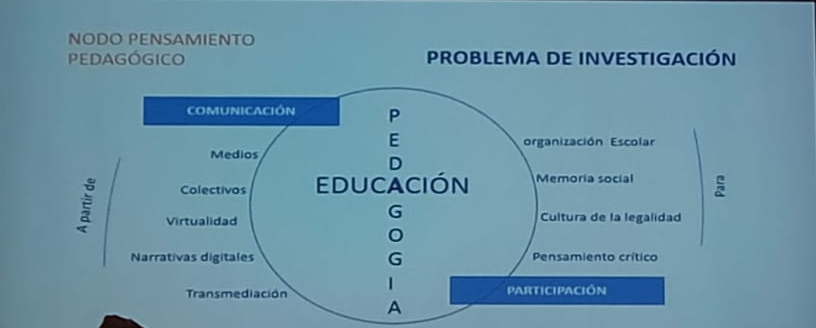 NODO PENSAMIENTO
PEDAGÓGICO
PROBLEMA DE INVESTIGACIÓN
COMUNICACIÓN
A partir de
Medios
Colectivos
Virtualidad
Narrativas digitales
Transmediación
PEDAGOGIA
EDUCACIÓN
organización Escolar
Memoria social
Cultura de la legalidad
Pensamiento crítico
Para
PARTICIPACIÓN